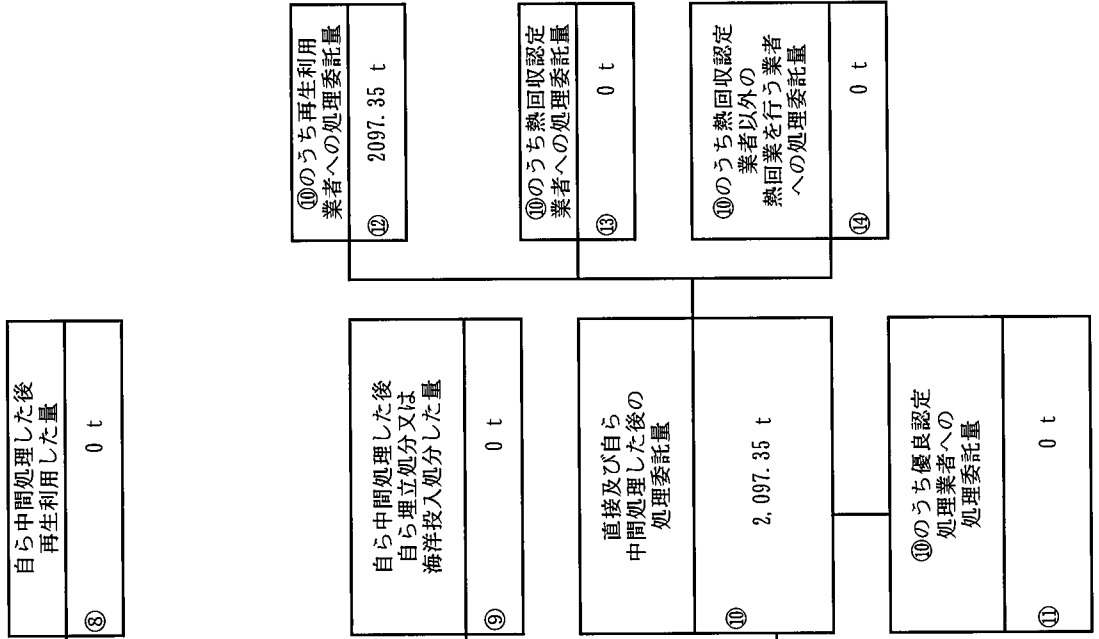 自ら中間処理した後
再生利用した量
⑧
0 t
自ら中間処理した後
自ら埋立処分又は
海洋投入処分した量
⑨
0 t
直接及び自ら
中間処理した後の
処理委託量
⑩
2,097.35 t
⑩のうち優良認定
処理業者への
処理委託量
⑪
0 t
⑩のうち再生利用
業者への処理委託量
⑫
2097.35 t
⑩のうち熱回収認定
業者への処理委託量
⑬
0 t
⑩のうち熱回収認定
業者以外の
熱回業を行う業者
への処理委託量
⑭
0 t